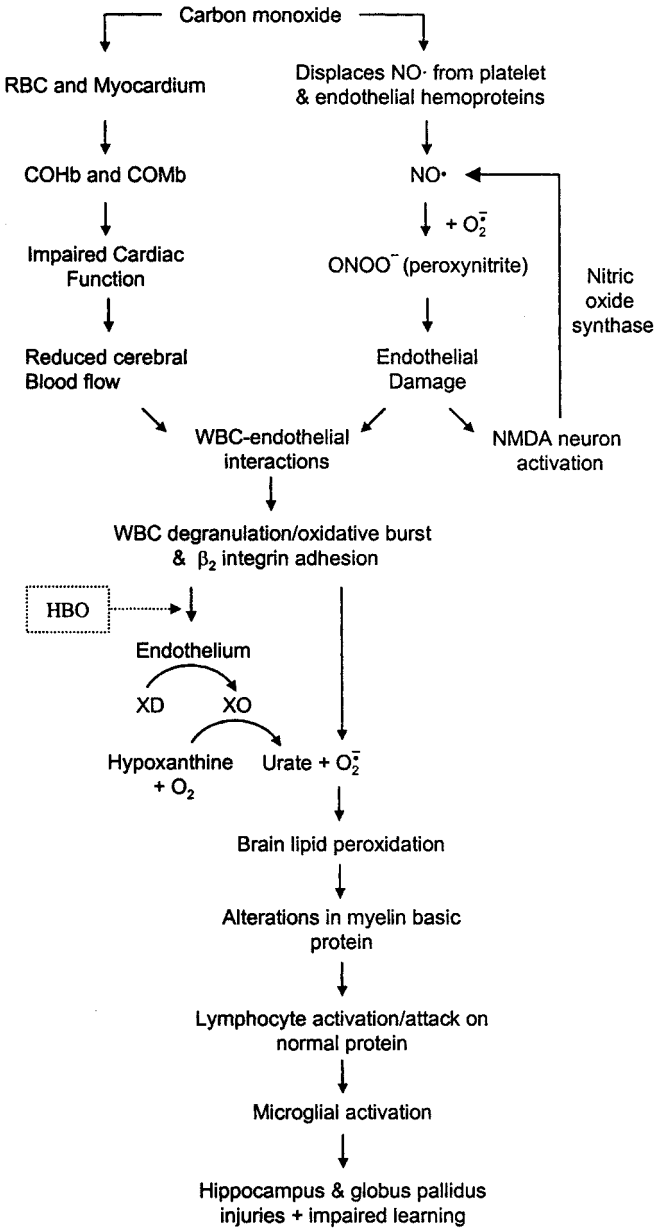 Carbon monoxide
RBC and Myocardium
Displaces NO· from platelet
& endothelial hemoproteins
COHb and COMb
NO•
+ O₂•̄
Impaired Cardiac
Function
ONOO⁻ (peroxynitrite)
Nitric
oxide
synthase
Reduced cerebral
Blood flow
Endothelial
Damage
WBC-endothelial
interactions
NMDA neuron
activation
WBC degranulation/oxidative burst
& β₂ integrin adhesion
HBO
Endothelium
XD XO
Hypoxanthine
+ O₂
Urate + O₂•̄
Brain lipid peroxidation
Alterations in myelin basic
protein
Lymphocyte activation/attack on
normal protein
Microglial activation
Hippocampus & globus pallidus
injuries + impaired learning